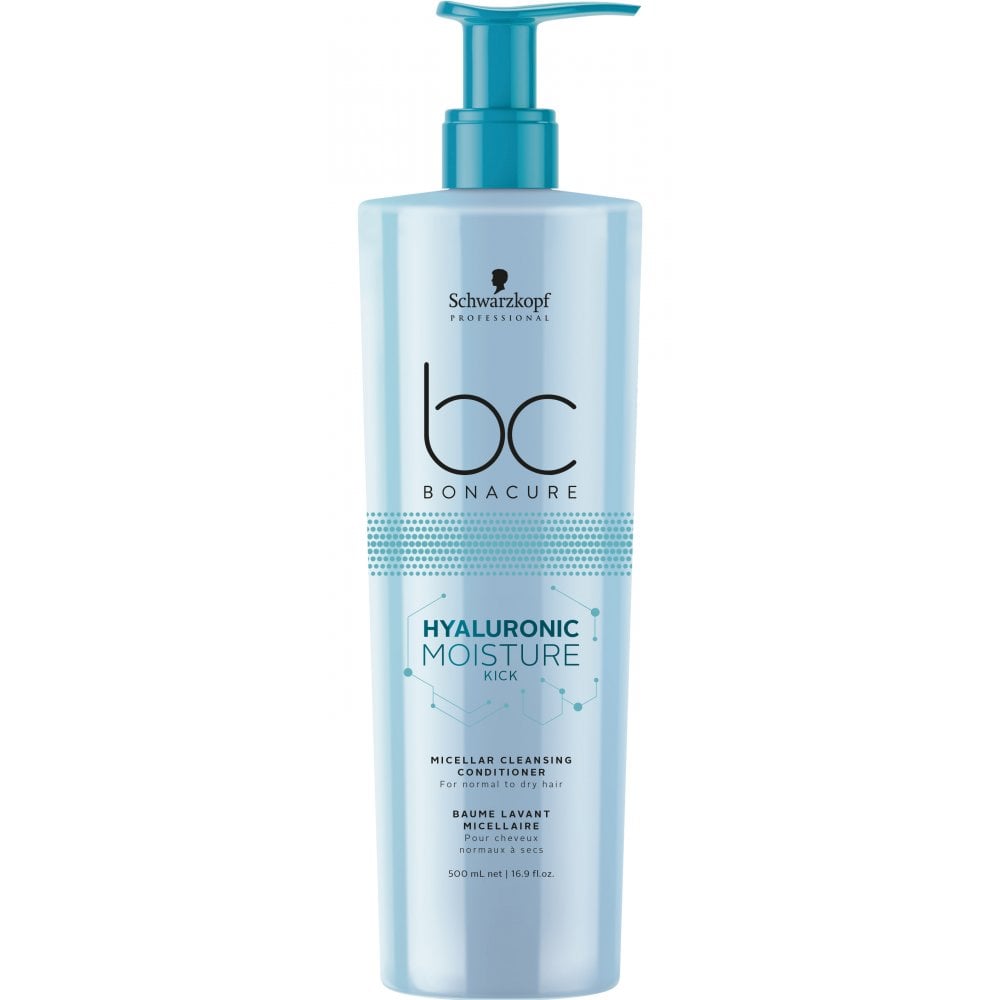 Schwarzkopf
PROFESSIONAL
bc
BONACURE
HYALURONIC
MOISTURE
KICK
MICELLAR CLEANSING
CONDITIONER
For normal to dry hair
BAUME LAVANT
MICELLAIRE
Pour cheveux
normaux à secs
500 mL net | 16.9 fl.oz.